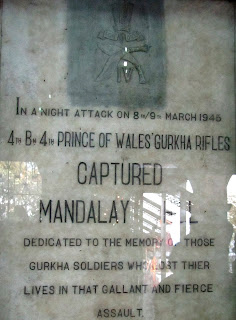 IN A NIGHT ATTACK ON 8TH/9TH MARCH 1945
4TH BN 4TH PRINCE OF WALES' GURKHA RIFLES
CAPTURED
MANDALAY
DEDICATED TO THE MEMORY OF THOSE
GURKHA SOLDIERS WHO LOST THIER
LIVES IN THAT GALLANT AND FIERCE
ASSAULT.